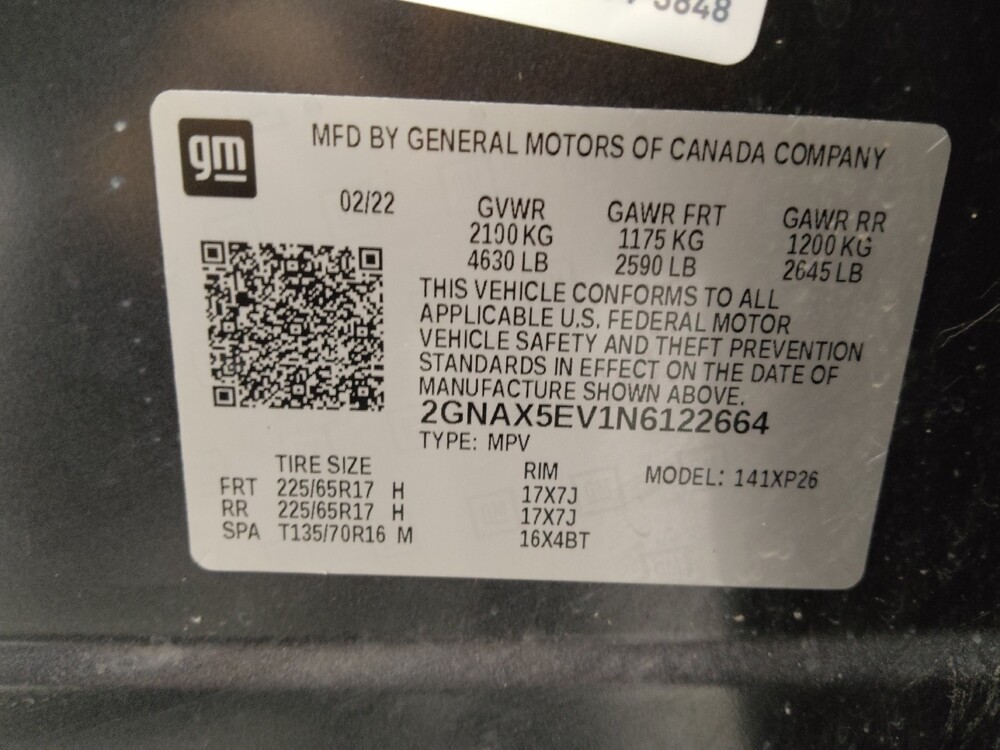 3848
gm
MFD BY GENERAL MOTORS OF CANADA COMPANY
02/22 GVWR GAWR FRT GAWR RR
2100 KG 1175 KG 1200 KG
4630 LB 2590 LB 2645 LB
THIS VEHICLE CONFORMS TO ALL
APPLICABLE U.S. FEDERAL MOTOR
VEHICLE SAFETY AND THEFT PREVENTION
STANDARDS IN EFFECT ON THE DATE OF
MANUFACTURE SHOWN ABOVE.
2GNAX5EV1N6122664
TYPE: MPV
TIRE SIZE RIM MODEL: 141XP26
FRT 225/65R17 H 17X7J
RR 225/65R17 H 17X7J
SPA T135/70R16 M 16X4BT